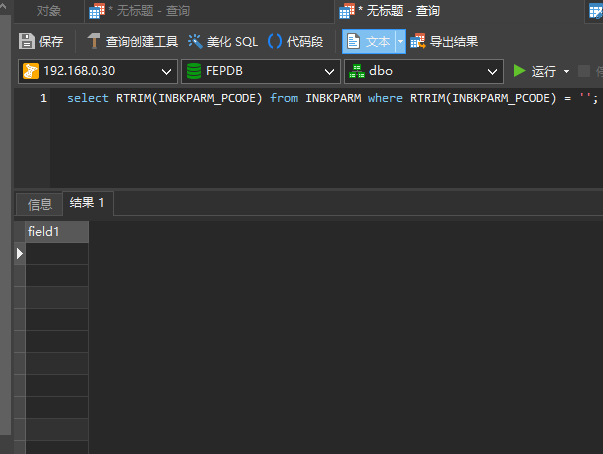 对象 * 无标题 - 查询 * 无标题 - 查询
保存 查询创建工具 美化 SQL () 代码段 文本 导出结果
192.168.0.30 FEPDB dbo 运行
1 select RTRIM(INBKPARM_PCODE) from INBKPARM where RTRIM(INBKPARM_PCODE) = '';
信息 结果 1
field1